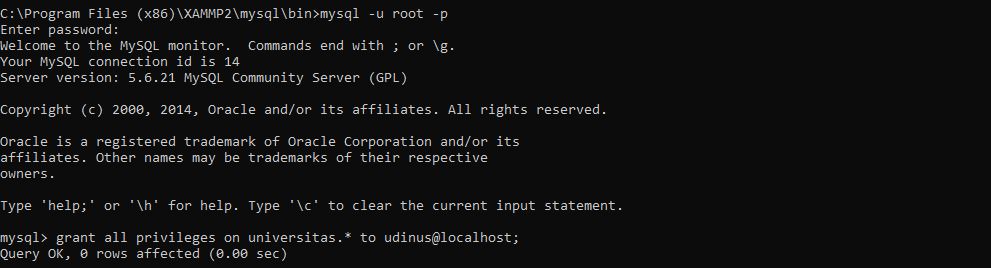 C:\Program Files (x86)\XAMMP2\mysql\bin>mysql -u root -p
Enter password:
Welcome to the MySQL monitor.  Commands end with ; or \g.
Your MySQL connection id is 14
Server version: 5.6.21 MySQL Community Server (GPL)

Copyright (c) 2000, 2014, Oracle and/or its affiliates. All rights reserved.

Oracle is a registered trademark of Oracle Corporation and/or its
affiliates. Other names may be trademarks of their respective
owners.

Type 'help;' or '\h' for help. Type '\c' to clear the current input statement.

mysql> grant all privileges on universitas.* to udinus@localhost;
Query OK, 0 rows affected (0.00 sec)